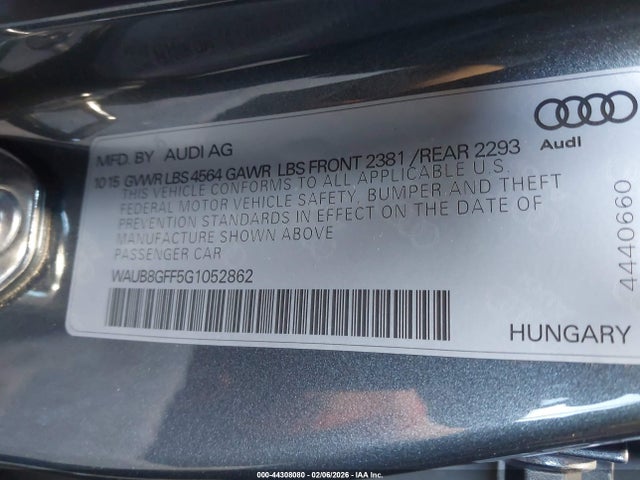 MFD. BY AUDI AG
Audi
10 15 GVWR LBS 4564 GAWR LBS FRONT 2381 / REAR 2293
THIS VEHICLE CONFORMS TO ALL APPLICABLE U.S.
FEDERAL MOTOR VEHICLE SAFETY, BUMPER, AND THEFT
PREVENTION STANDARDS IN EFFECT ON THE DATE OF
MANUFACTURE SHOWN ABOVE
PASSENGER CAR
WAUB8GFF5G1052862
4440660
HUNGARY
000-44308080 - 02/06/2026 - IAA Inc. (Free)